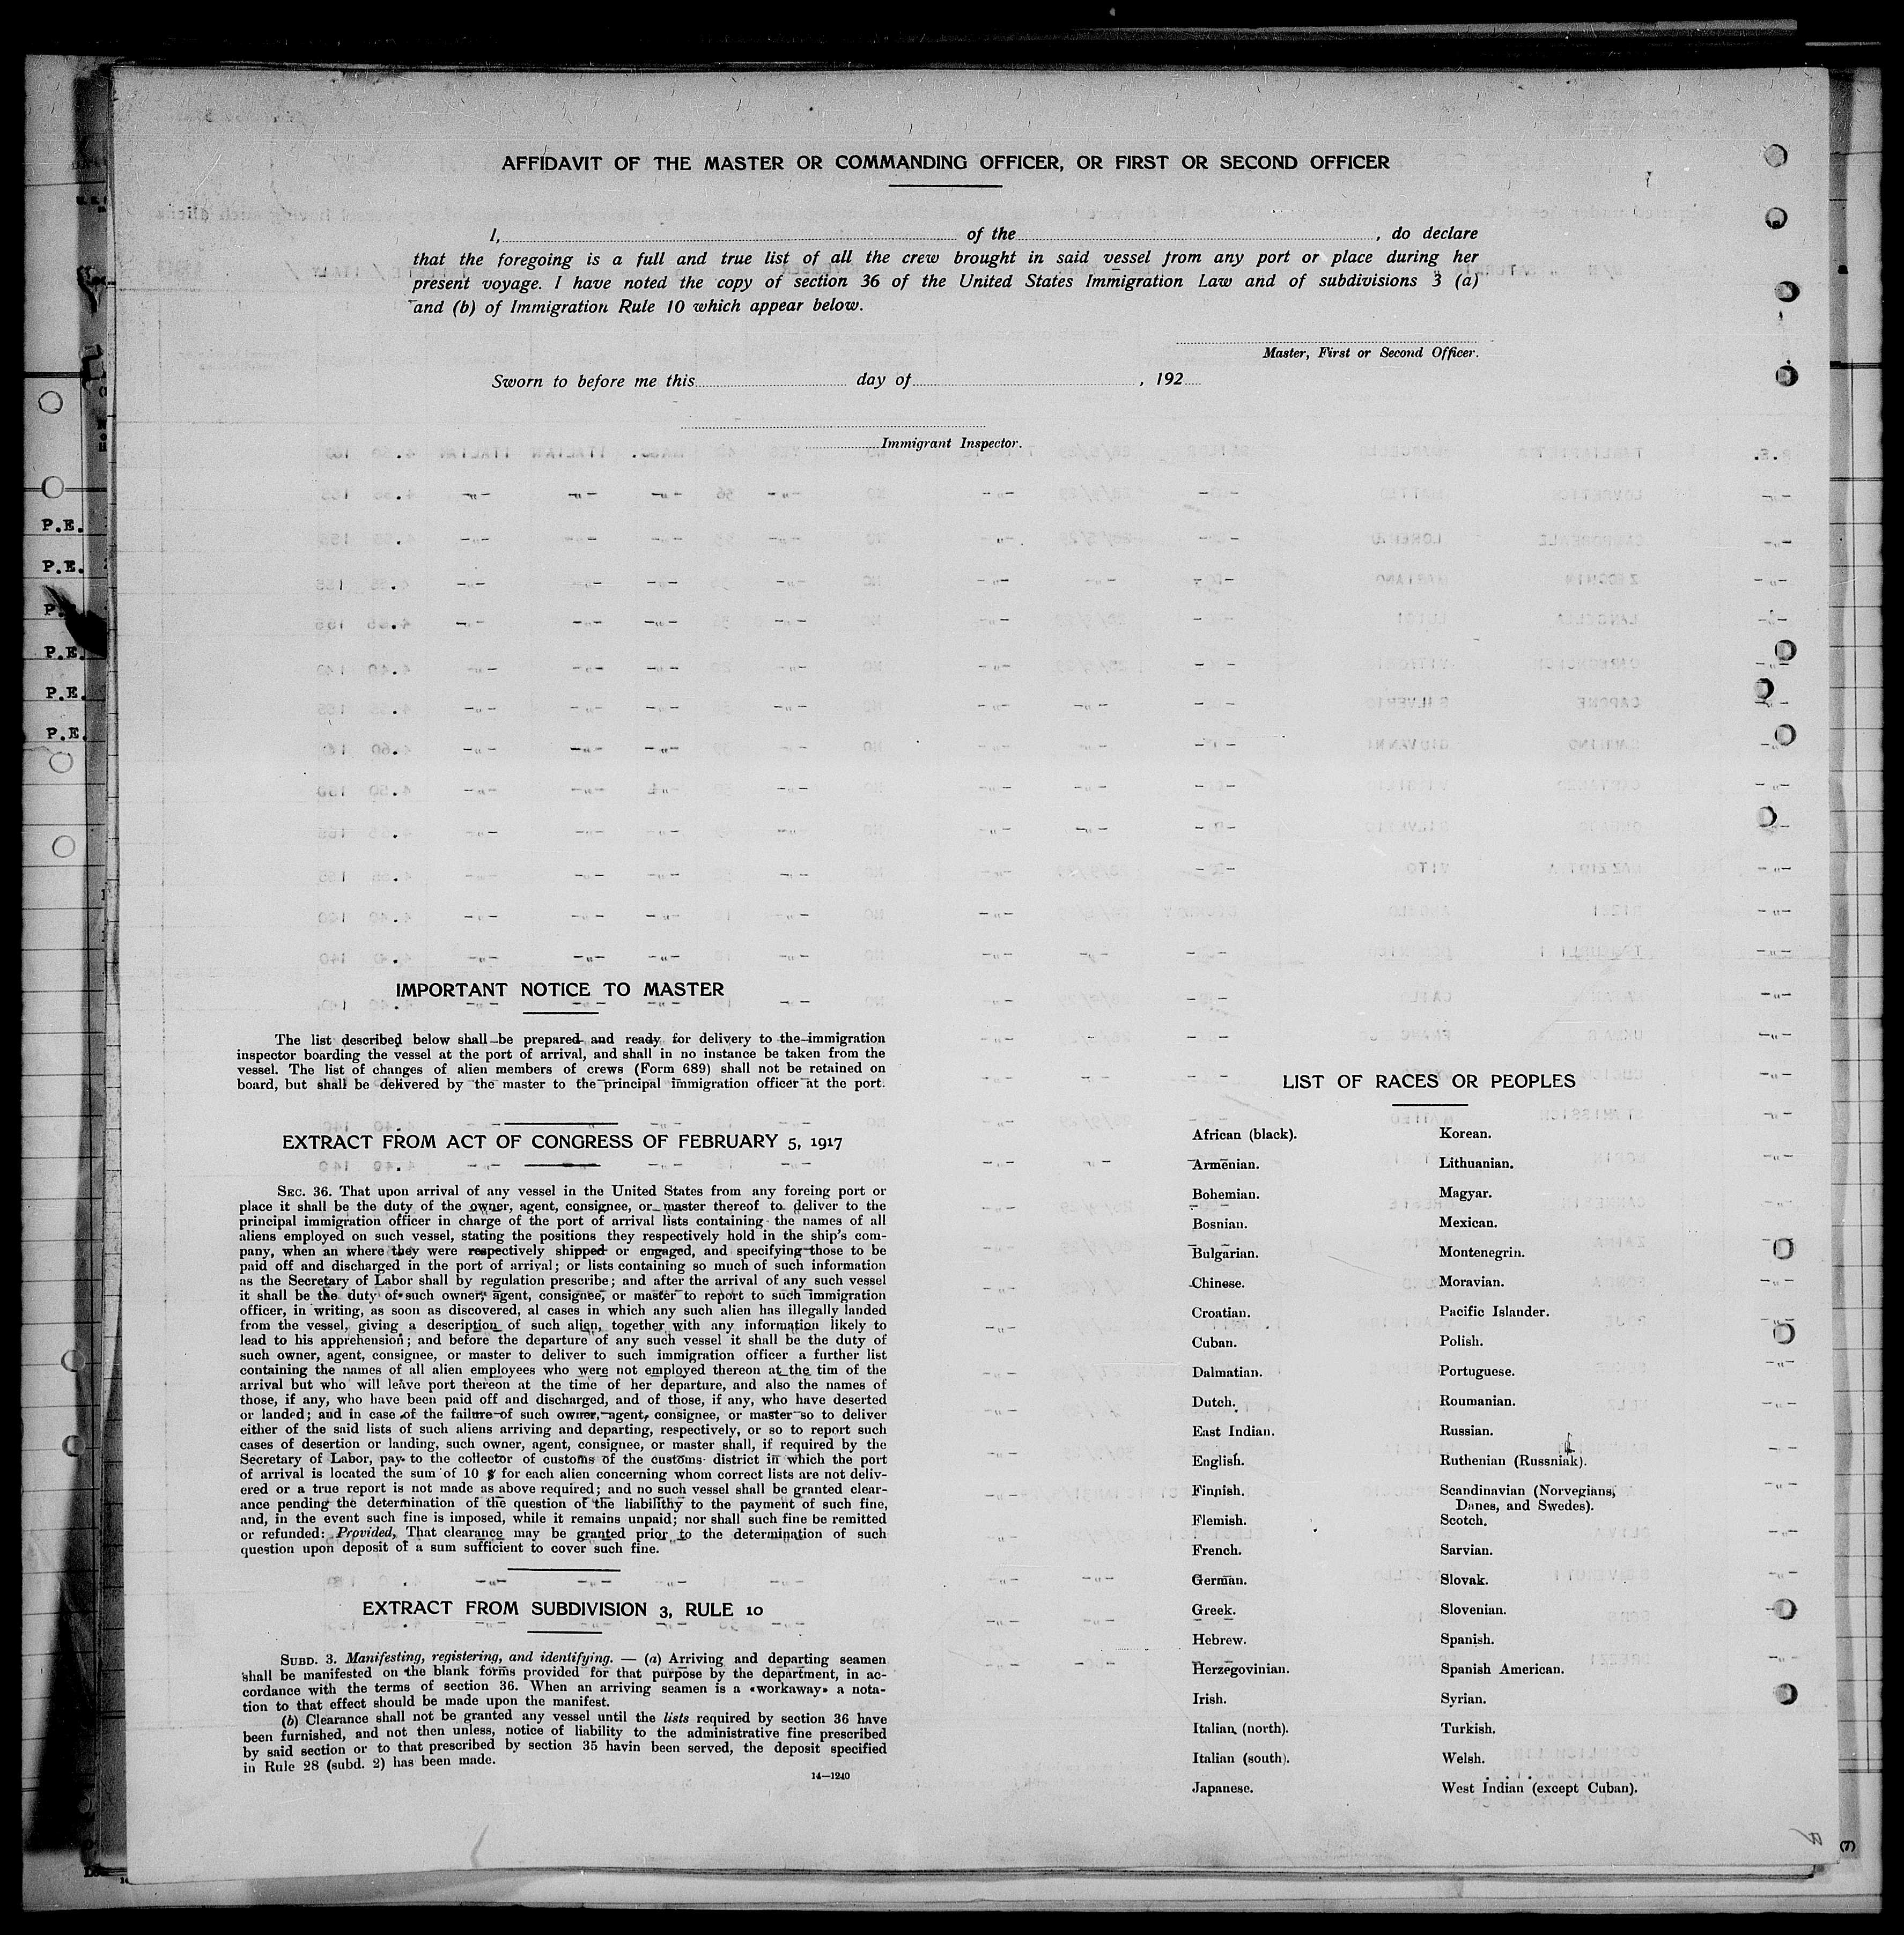 AFFIDAVIT OF THE MASTER OR COMMANDING OFFICER, OR FIRST OR SECOND OFFICER
I, of the , do declare
that the foregoing is a full and true list of all the crew brought in said vessel from any port or place during her
present voyage. I have noted the copy of section 36 of the United States Immigration Law and of subdivisions 3 (a)
and (b) of Immigration Rule 10 which appear below.
Master, First or Second Officer.
Sworn to before me this day of , 192
Immigrant Inspector.
P.E.
P.E.
P.E.
P.E.
P.E.
P.E.
IMPORTANT NOTICE TO MASTER
The list described below shall be prepared and ready for delivery to the immigration
inspector boarding the vessel at the port of arrival, and shall in no instance be taken from the
vessel. The list of changes of alien members of crews (Form 689) shall not be retained on
board, but shall be delivered by the master to the principal immigration officer at the port.
EXTRACT FROM ACT OF CONGRESS OF FEBRUARY 5, 1917
SEC. 36. That upon arrival of any vessel in the United States from any foreing port or
place it shall be the duty of the owner, agent, consignee, or master thereof to deliver to the
principal immigration officer in charge of the port of arrival lists containing the names of all
aliens employed on such vessel, stating the positions they respectively hold in the ship's com-
pany, when an where they were respectively shipped or engaged, and specifying those to be
paid off and discharged in the port of arrival; or lists containing so much of such information
as the Secretary of Labor shall by regulation prescribe; and after the arrival of any such vessel
it shall be the duty of such owner, agent, consignee, or master to report to such immigration
officer, in writing, as soon as discovered, al cases in which any such alien has illegally landed
from the vessel, giving a description of such alien, together with any information likely to
lead to his apprehension; and before the departure of any such vessel it shall be the duty of
such owner, agent, consignee, or master to deliver to such immigration officer a further list
containing the names of all alien employees who were not employed thereon at the tim of the
arrival but who will leave port thereon at the time of her departure, and also the names of
those, if any, who have been paid off and discharged, and of those, if any, who have deserted
or landed; and in case of the failure of such owner, agent, consignee, or master so to deliver
either of the said lists of such aliens arriving and departing, respectively, or so to report such
cases of desertion or landing, such owner, agent, consignee, or master shall, if required by the
Secretary of Labor, pay to the collector of customs of the customs district in which the port
of arrival is located the sum of 10 $ for each alien concerning whom correct lists are not deliv-
ered or a true report is not made as above required; and no such vessel shall be granted clear-
ance pending the determination of the question of the liabilithy to the payment of such fine,
and, in the event such fine is imposed, while it remains unpaid; nor shall such fine be remitted
or refunded: Provided, That clearance may be granted prior to the determination of such
question upon deposit of a sum sufficient to cover such fine.
EXTRACT FROM SUBDIVISION 3, RULE 10
SUBD. 3. Manifesting, registering, and identifying. — (a) Arriving and departing seamen
shall be manifested on the blank forms provided for that purpose by the department, in ac-
cordance with the terms of section 36. When an arriving seamen is a «workaway» a nota-
tion to that effect should be made upon the manifest.
(b) Clearance shall not be granted any vessel until the lists required by section 36 have
been furnished, and not then unless, notice of liability to the administrative fine prescribed
by said section or to that prescribed by section 35 havin been served, the deposit specified
in Rule 28 (subd. 2) has been made.
14—1240
LIST OF RACES OR PEOPLES
African (black).
Armenian.
Bohemian.
Bosnian.
Bulgarian.
Chinese.
Croatian.
Cuban.
Dalmatian.
Dutch.
East Indian.
English.
Finnish.
Flemish.
French.
German.
Greek.
Hebrew.
Herzegovinian.
Irish.
Italian (north).
Italian (south).
Japanese.
Korean.
Lithuanian.
Magyar.
Mexican.
Montenegrin.
Moravian.
Pacific Islander.
Polish.
Portuguese.
Roumanian.
Russian.
Ruthenian (Russniak).
Scandinavian (Norvegians,
Danes, and Swedes).
Scotch.
Sarvian.
Slovak.
Slovenian.
Spanish.
Spanish American.
Syrian.
Turkish.
Welsh.
West Indian (except Cuban).
(7)